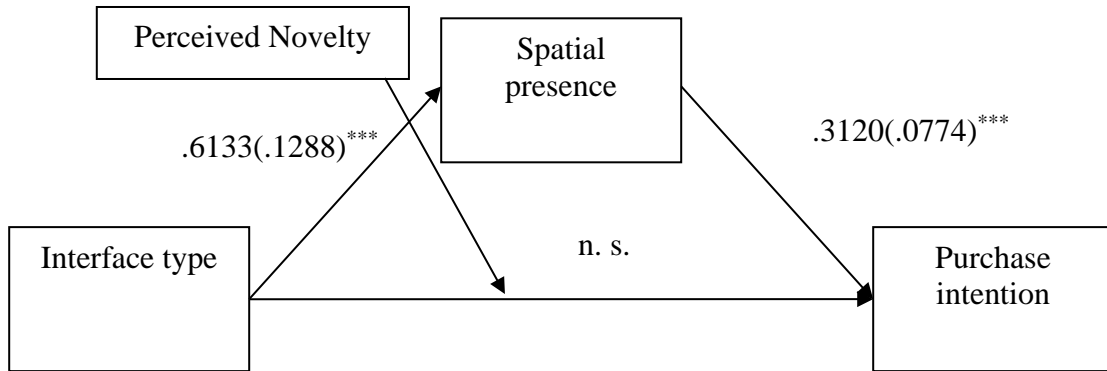 Perceived Novelty
Spatial
presence
.6133(.1288)***
.3120(.0774)***
Interface type
n. s.
Purchase
intention